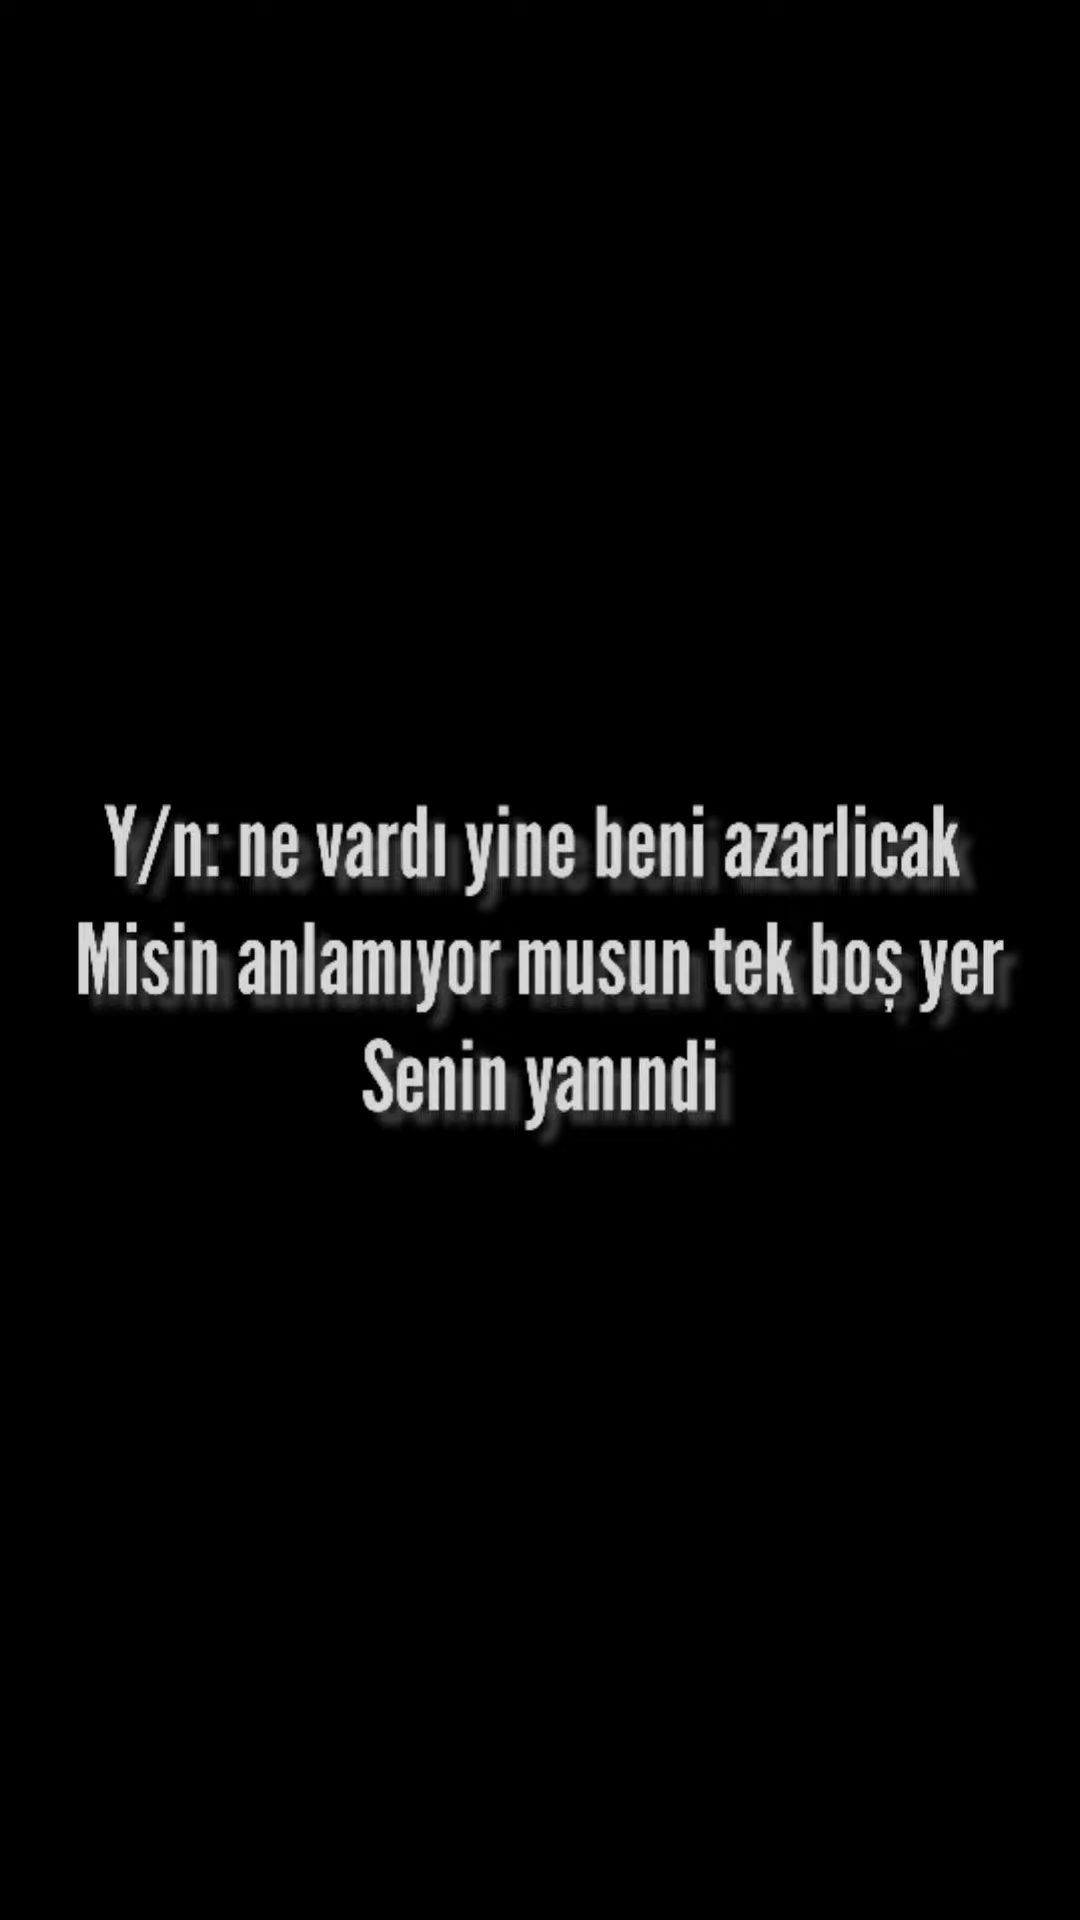 Y/n: ne vardı yine beni azarlicak
Misin anlamıyor musun tek boş yer
Senin yanındi